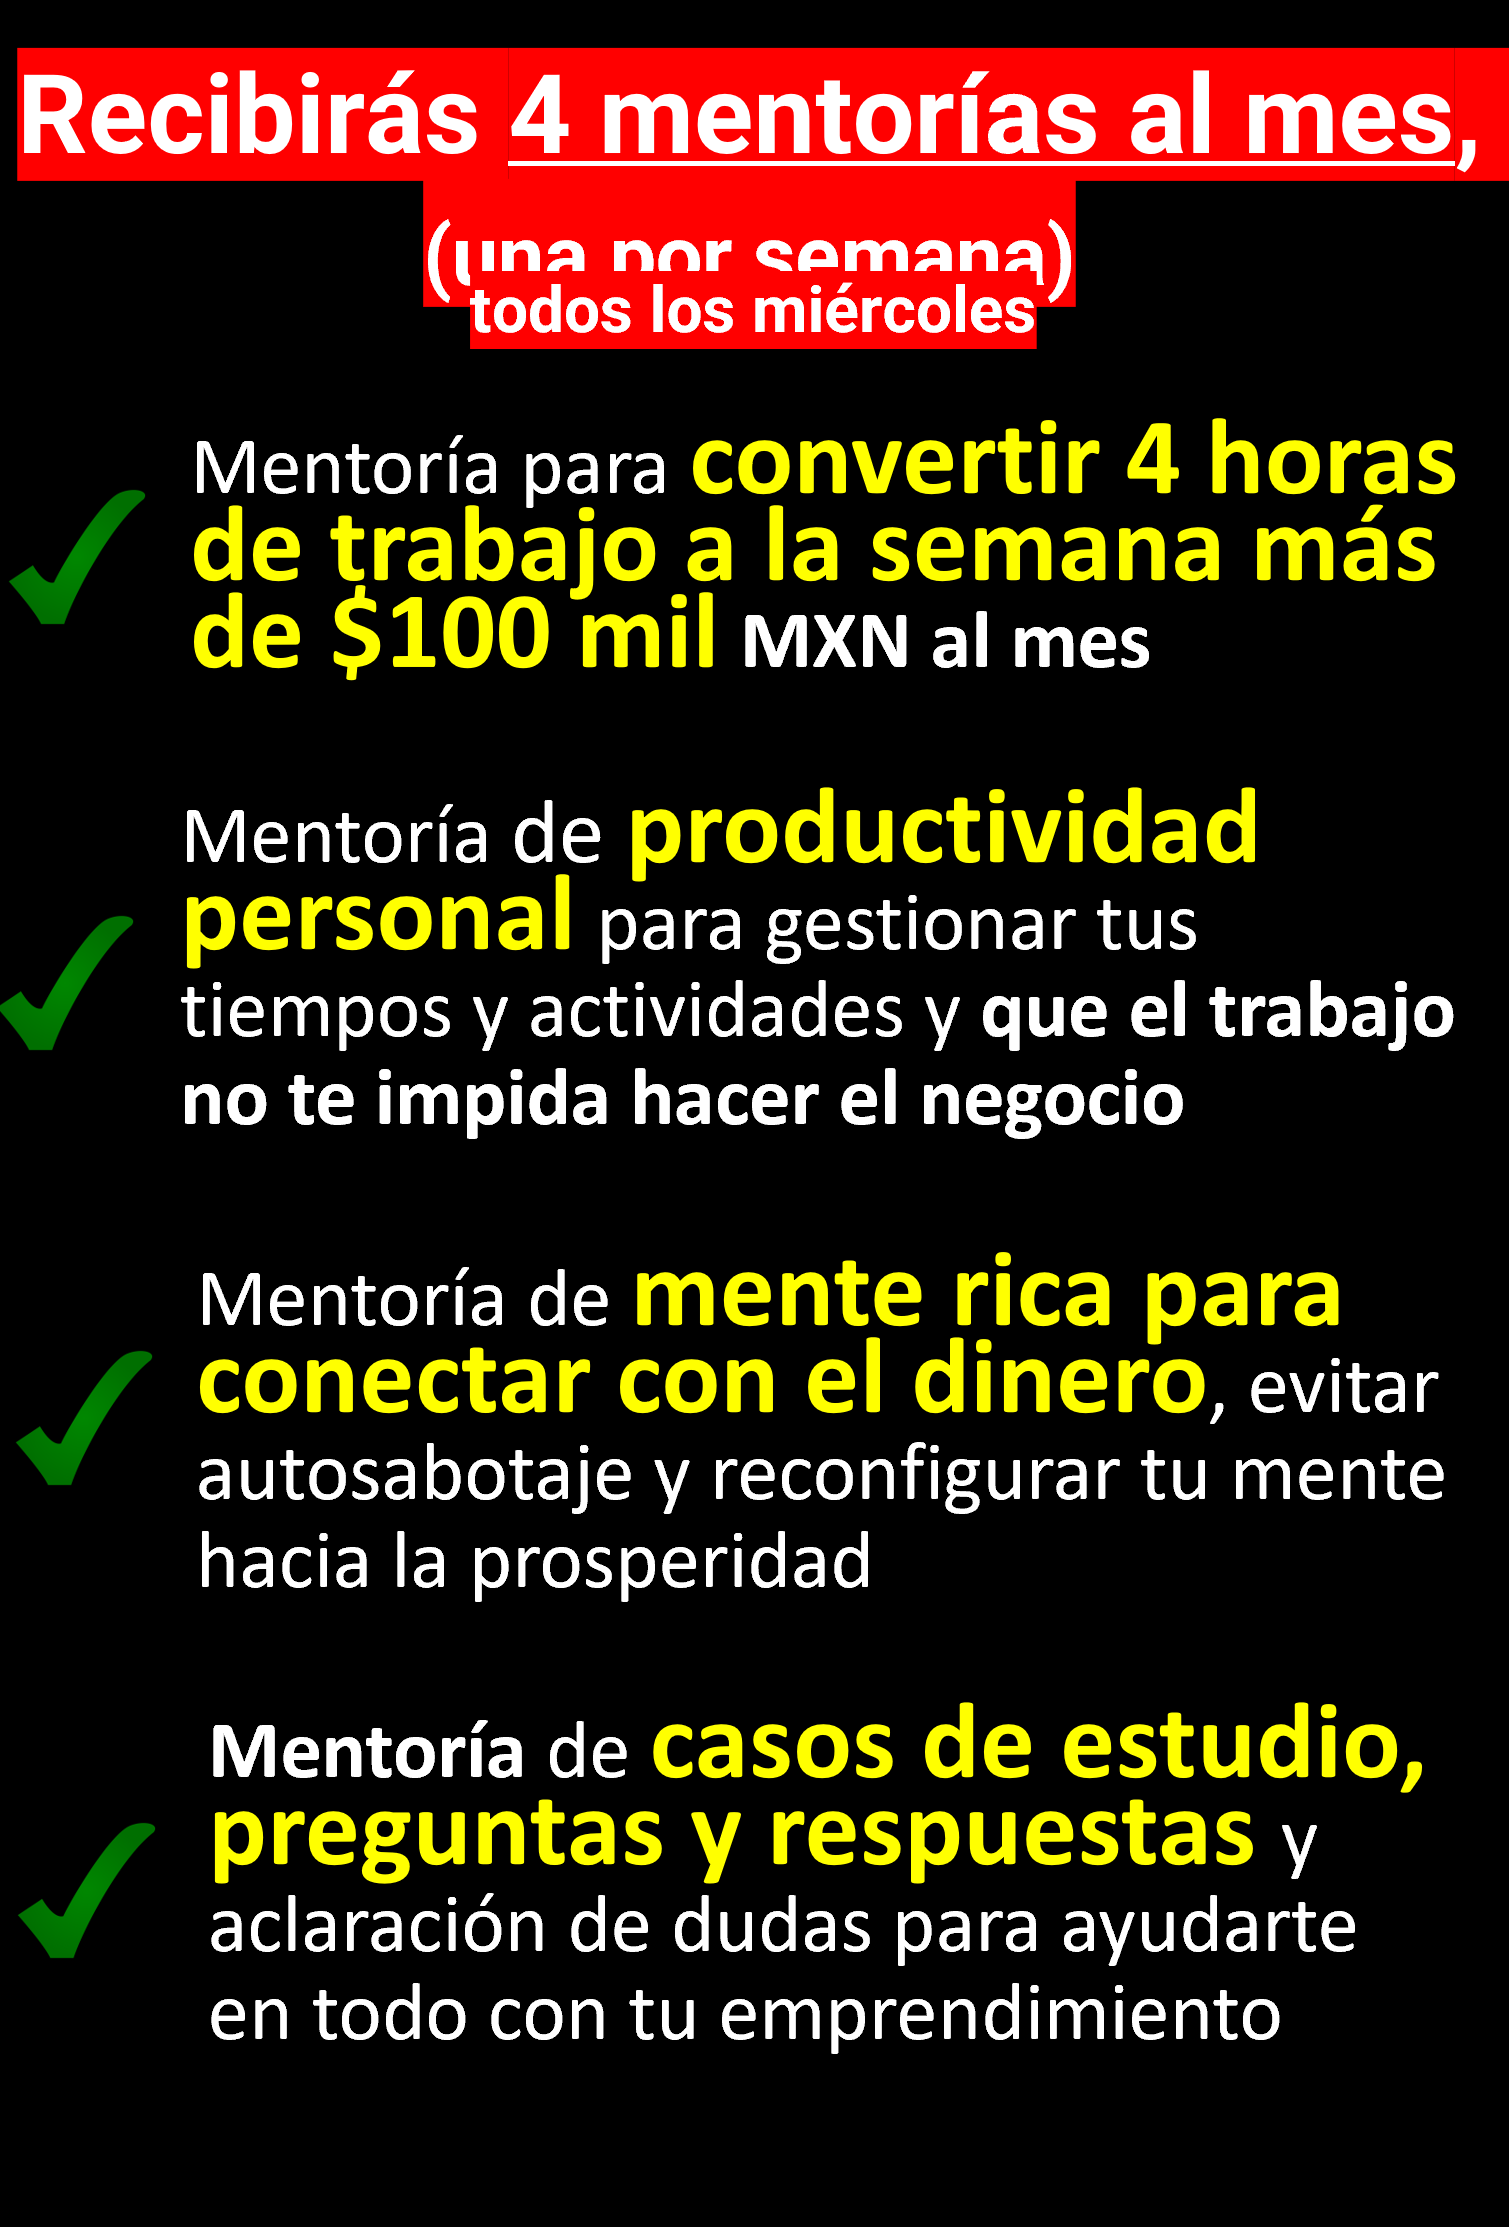 Recibirás 4 mentorías al mes,
(una por semana)
todos los miércoles
Mentoría para convertir 4 horas
de trabajo a la semana más
de $100 mil MXN al mes
Mentoría de productividad
personal para gestionar tus
tiempos y actividades y que el trabajo
no te impida hacer el negocio
Mentoría de mente rica para
conectar con el dinero, evitar
autosabotaje y reconfigurar tu mente
hacia la prosperidad
Mentoría de casos de estudio,
preguntas y respuestas y
aclaración de dudas para ayudarte
en todo con tu emprendimiento